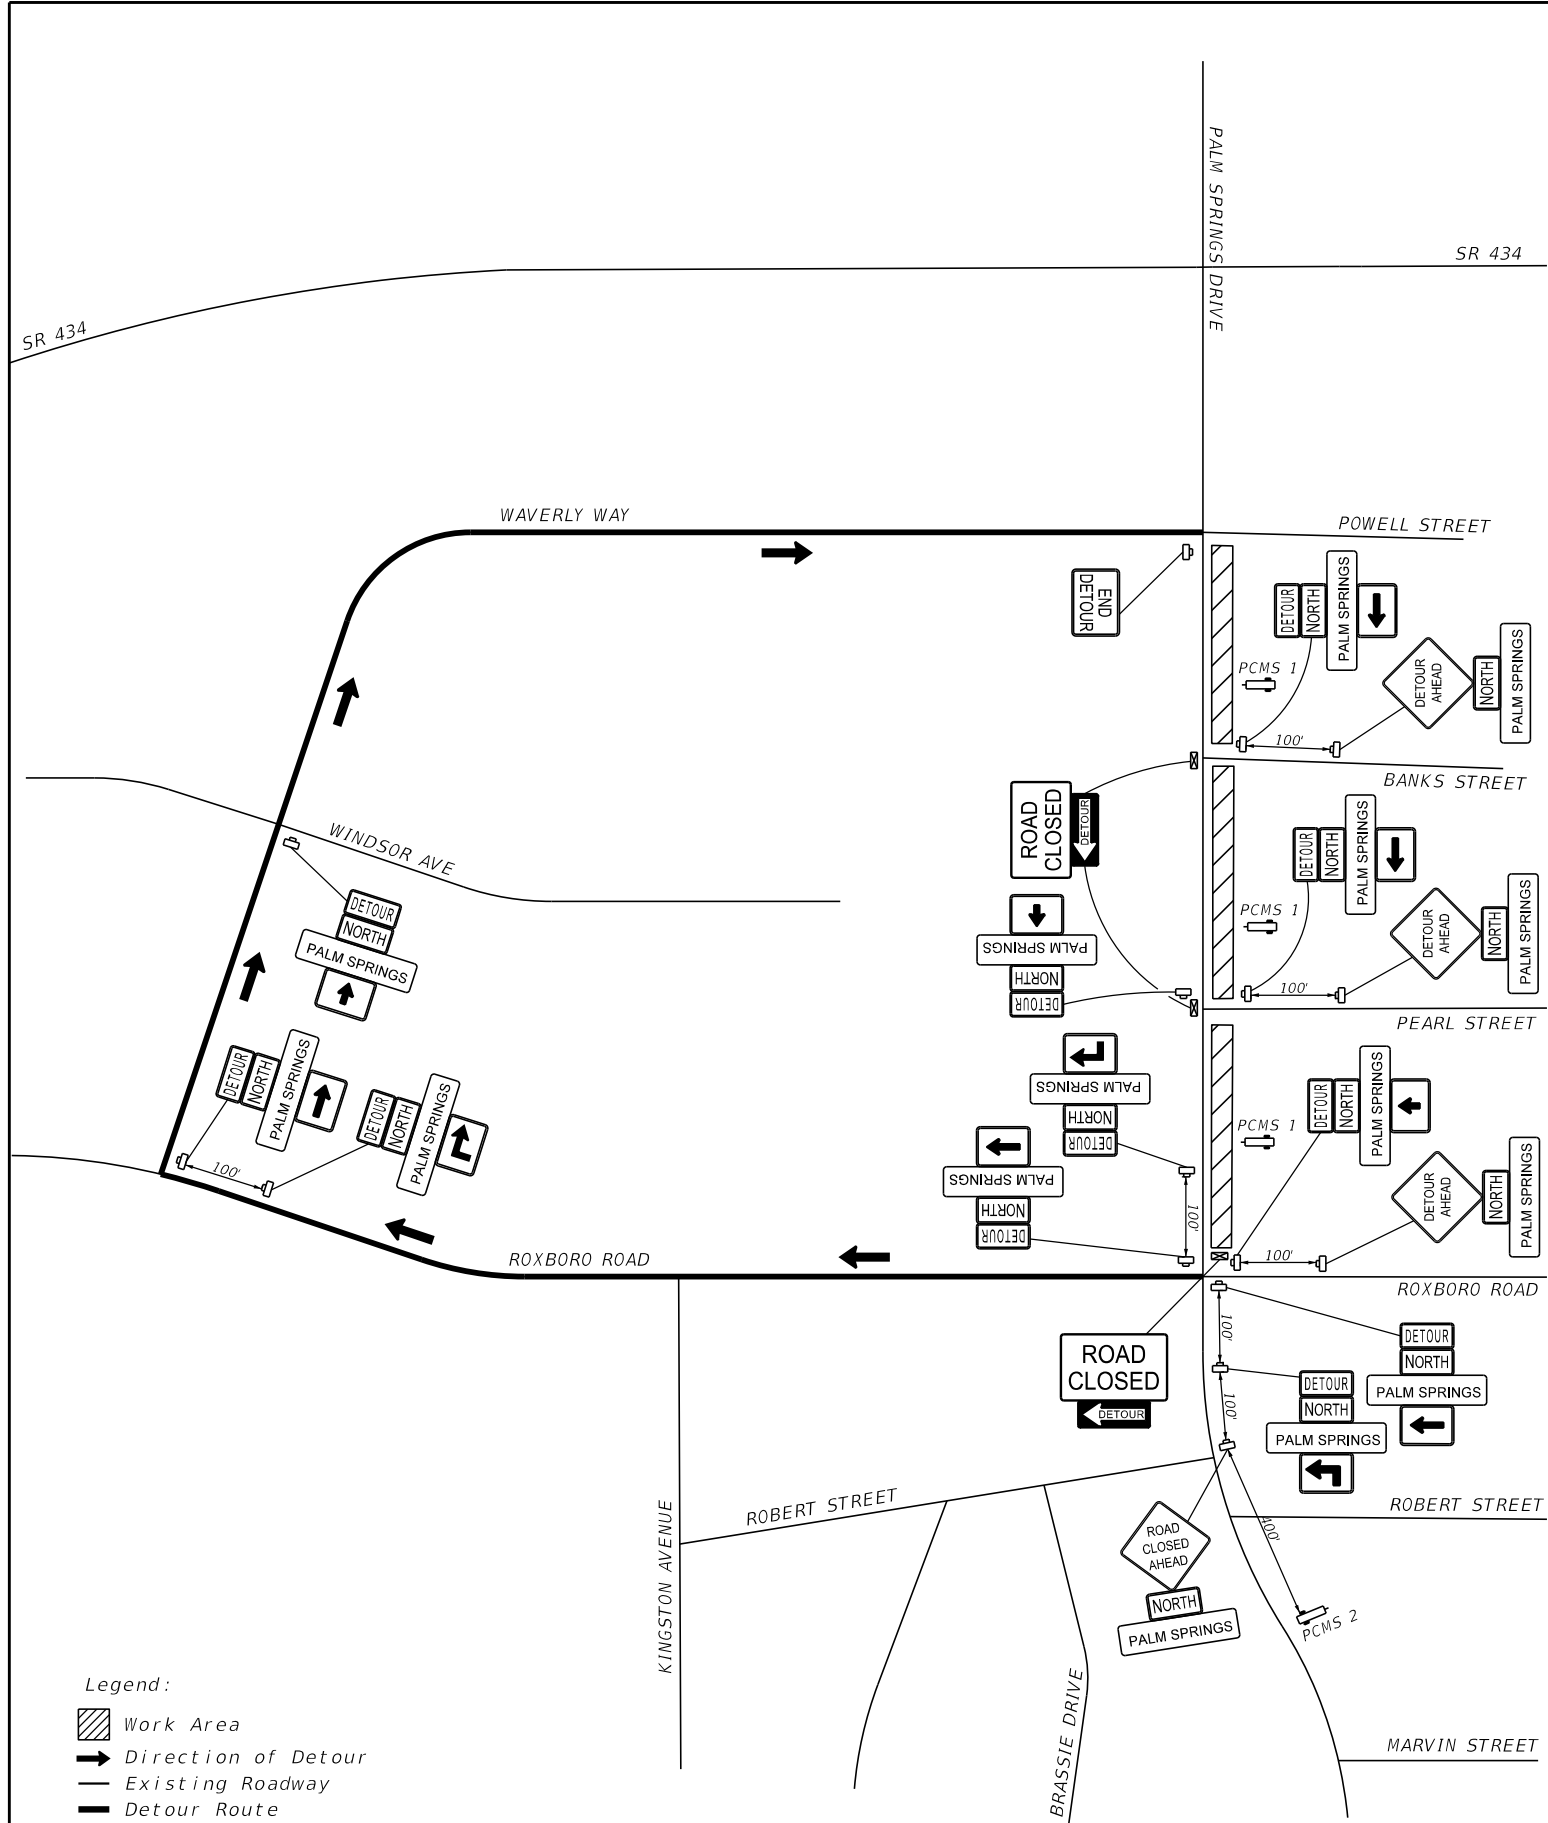 PALM SPRINGS DRIVE
SR 434
SR 434
WAVERLY WAY
POWELL STREET
END
DETOUR
DETOUR
NORTH
PALM SPRINGS
PCMS 1
DETOUR
AHEAD
NORTH
PALM SPRINGS
100'
BANKS STREET
ROAD
CLOSED
DETOUR
WINDSOR AVE
DETOUR
NORTH
PALM SPRINGS
PCMS 1
DETOUR
AHEAD
NORTH
PALM SPRINGS
100'
PALM SPRINGS
NORTH
DETOUR
DETOUR
NORTH
PALM SPRINGS
PEARL STREET
DETOUR
NORTH
PALM SPRINGS
DETOUR
NORTH
PALM SPRINGS
100'
PALM SPRINGS
NORTH
DETOUR
PALM SPRINGS
NORTH
DETOUR
100'
PCMS 1
DETOUR
NORTH
PALM SPRINGS
DETOUR
AHEAD
NORTH
PALM SPRINGS
100'
ROXBORO ROAD
ROXBORO ROAD
100'
DETOUR
NORTH
PALM SPRINGS
ROAD
CLOSED
DETOUR
100'
DETOUR
NORTH
PALM SPRINGS
ROBERT STREET
ROBERT STREET
400'
ROAD
CLOSED
AHEAD
NORTH
PALM SPRINGS
PCMS 2
KINGSTON AVENUE
BRASSIE DRIVE
MARVIN STREET
Legend:
Work Area
Direction of Detour
Existing Roadway
Detour Route